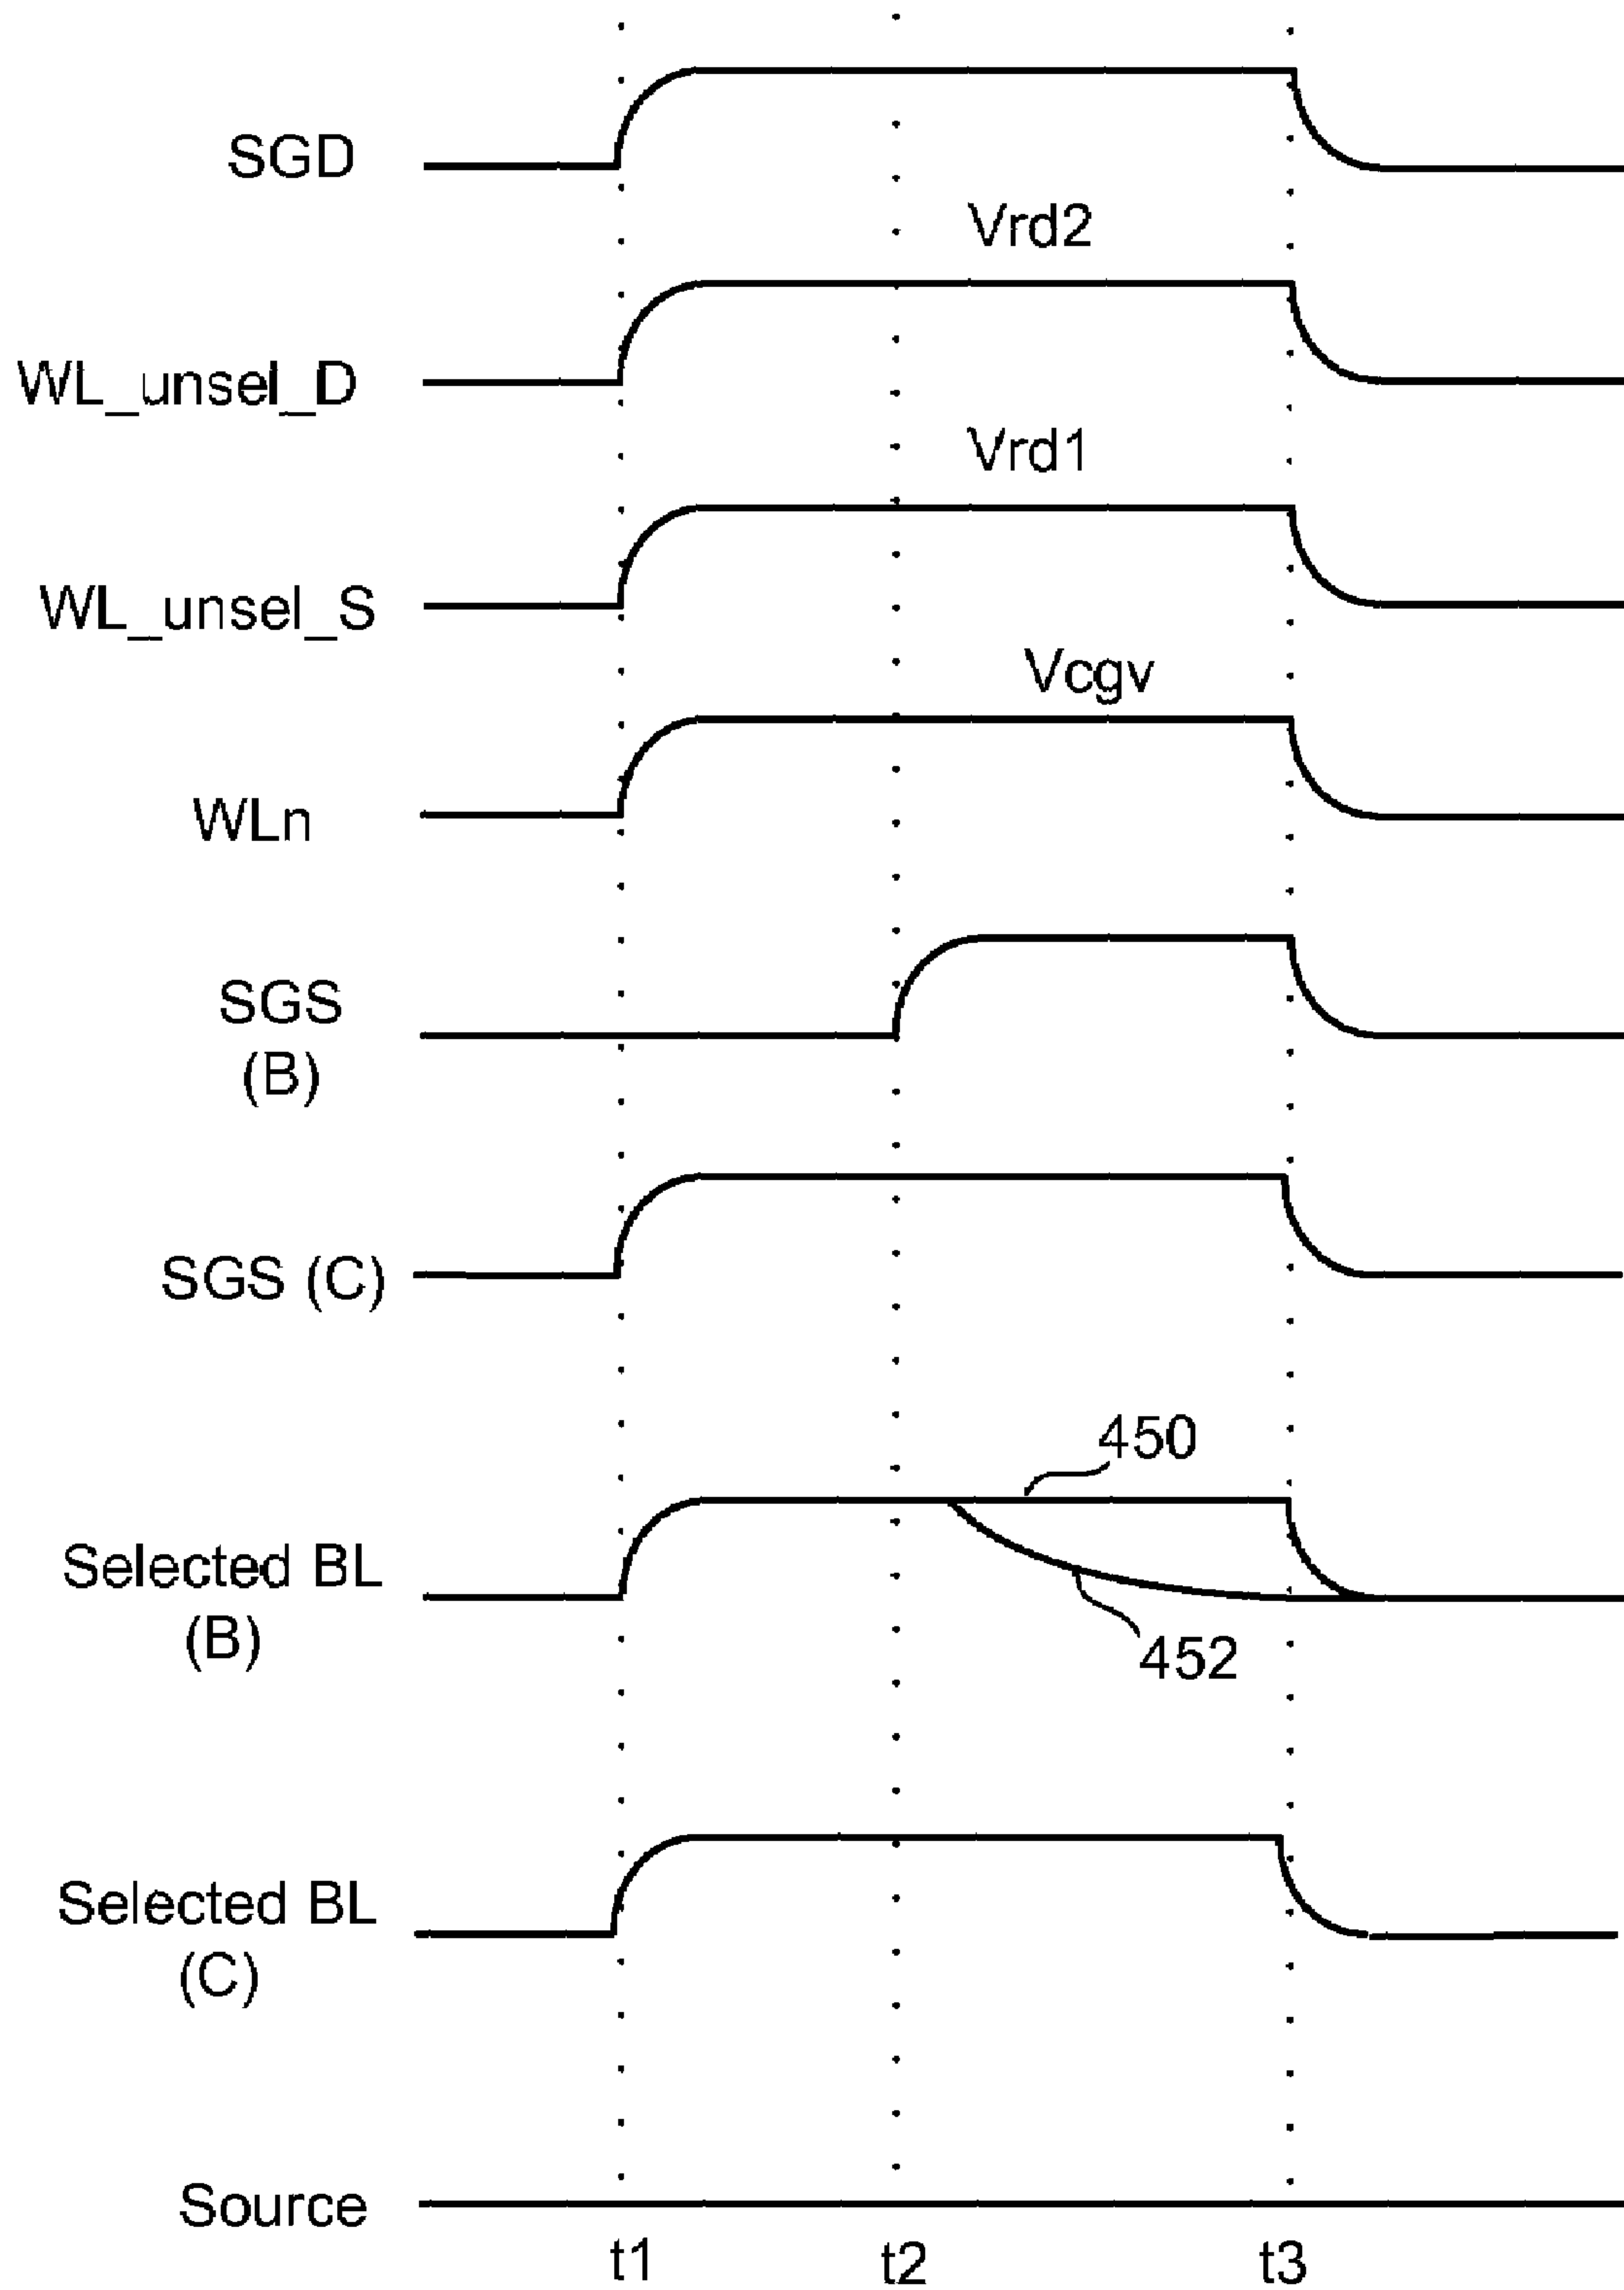 SGD
Vrd2
WL_unsel_D
Vrd1
WL_unsel_S
Vcgv
WLn
SGS
(B)
SGS (C)
450
Selected BL
(B)
452
Selected BL
(C)
Source
t1 t2 t3